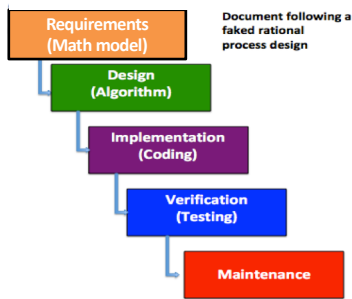 Requirements
(Math model)
Document following a
faked rational
process design
Design
(Algorithm)
Implementation
(Coding)
Verification
(Testing)
Maintenance